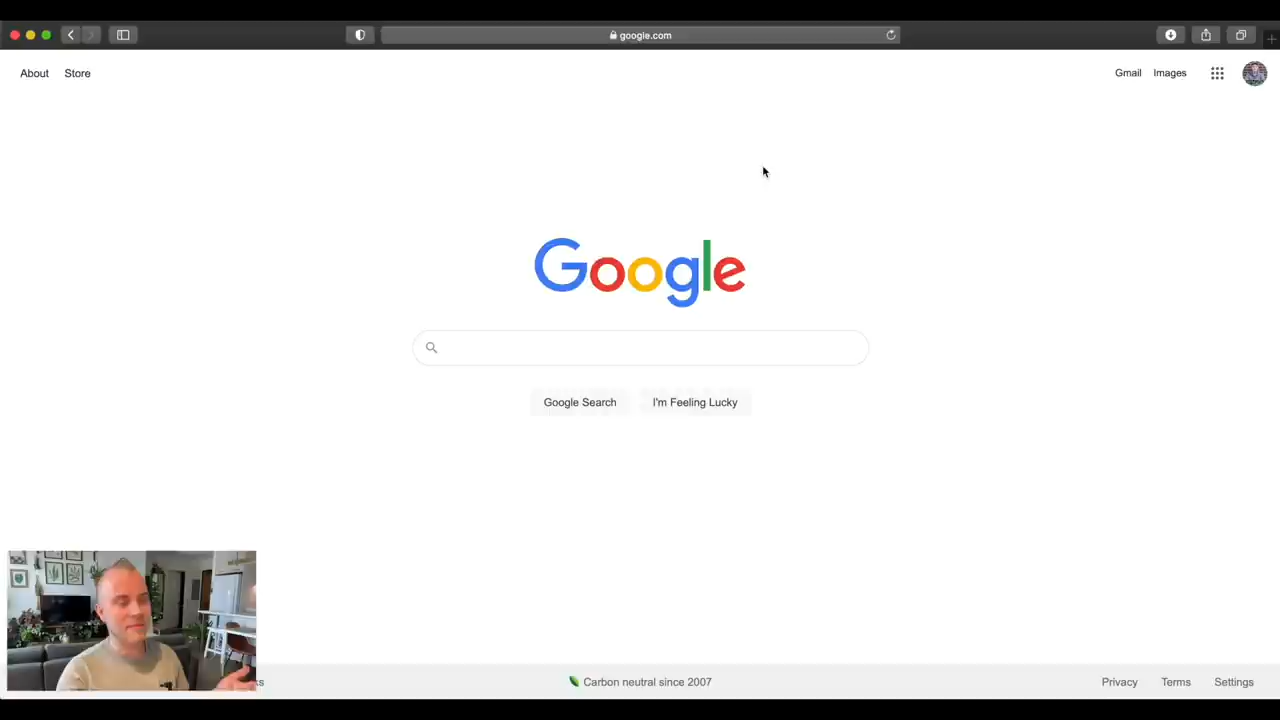 google.com
About Store
Gmail Images
Google
Google Search I'm Feeling Lucky
Carbon neutral since 2007
Privacy Terms Settings